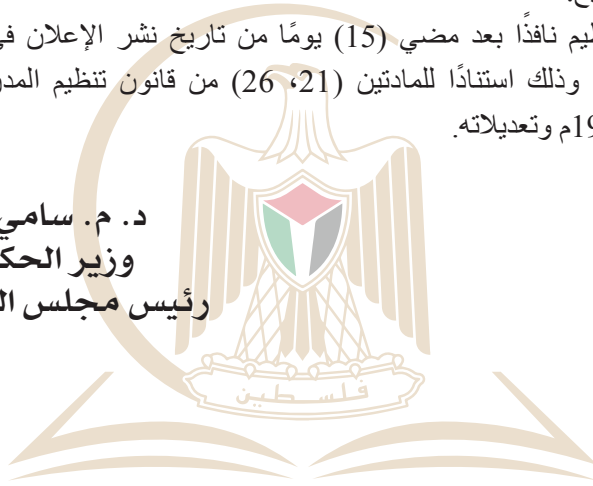 ظيم نافذًا بعد مضي (15) يومًا من تاريخ نشر الإعلان في
وذلك استنادًا للمادتين (21، 26) من قانون تنظيم المدن
19م وتعديلاته.
د. م. سامي
وزير الحك
رئيس مجلس ال
فلسطين